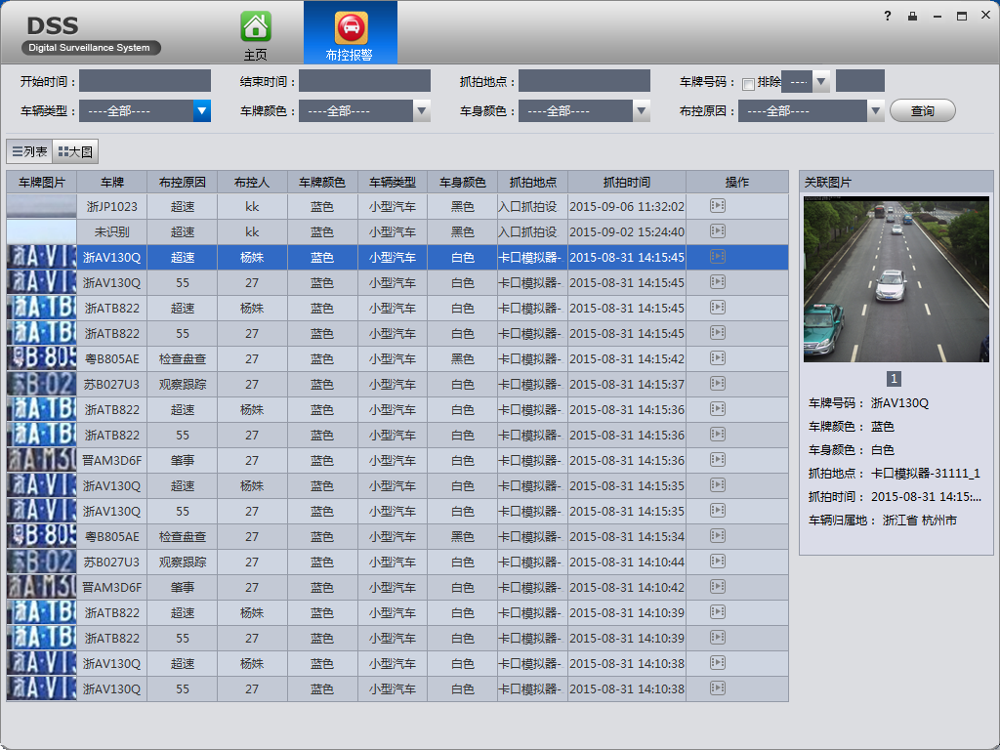 DSS
Digital Surveillance System
主页
布控报警
?
开始时间：
结束时间：
抓拍地点：
车牌号码： 排除 ----
车辆类型： ----全部----
车牌颜色： ----全部----
车身颜色： ----全部----
布控原因： ----全部----
查询
列表 大图
车牌图片 车牌 布控原因 布控人 车牌颜色 车辆类型 车身颜色 抓拍地点 抓拍时间 操作
浙JP1023 超速 kk 蓝色 小型汽车 黑色 入口抓拍设 2015-09-06 11:32:02
未识别 超速 kk 蓝色 小型汽车 黑色 入口抓拍设 2015-09-02 15:24:40
浙AV130Q 超速 杨姝 蓝色 小型汽车 白色 卡口模拟器- 2015-08-31 14:15:45
浙AV130Q 55 27 蓝色 小型汽车 白色 卡口模拟器- 2015-08-31 14:15:45
浙ATB822 超速 杨姝 蓝色 小型汽车 白色 卡口模拟器- 2015-08-31 14:15:45
浙ATB822 55 27 蓝色 小型汽车 白色 卡口模拟器- 2015-08-31 14:15:45
粤B805AE 检查盘查 27 蓝色 小型汽车 黑色 卡口模拟器- 2015-08-31 14:15:42
苏B027U3 观察跟踪 27 蓝色 小型汽车 白色 卡口模拟器- 2015-08-31 14:15:37
浙ATB822 超速 杨姝 蓝色 小型汽车 白色 卡口模拟器- 2015-08-31 14:15:36
浙ATB822 55 27 蓝色 小型汽车 白色 卡口模拟器- 2015-08-31 14:15:36
晋AM3D6F 肇事 27 蓝色 小型汽车 白色 卡口模拟器- 2015-08-31 14:15:36
浙AV130Q 超速 杨姝 蓝色 小型汽车 白色 卡口模拟器- 2015-08-31 14:15:35
浙AV130Q 55 27 蓝色 小型汽车 白色 卡口模拟器- 2015-08-31 14:15:35
粤B805AE 检查盘查 27 蓝色 小型汽车 黑色 卡口模拟器- 2015-08-31 14:15:34
苏B027U3 观察跟踪 27 蓝色 小型汽车 白色 卡口模拟器- 2015-08-31 14:10:44
晋AM3D6F 肇事 27 蓝色 小型汽车 白色 卡口模拟器- 2015-08-31 14:10:42
浙ATB822 超速 杨姝 蓝色 小型汽车 白色 卡口模拟器- 2015-08-31 14:10:39
浙ATB822 55 27 蓝色 小型汽车 白色 卡口模拟器- 2015-08-31 14:10:39
浙AV130Q 超速 杨姝 蓝色 小型汽车 白色 卡口模拟器- 2015-08-31 14:10:38
浙AV130Q 55 27 蓝色 小型汽车 白色 卡口模拟器- 2015-08-31 14:10:38
关联图片
1
车牌号码： 浙AV130Q
车牌颜色： 蓝色
车身颜色： 白色
抓拍地点： 卡口模拟器-31111_1
抓拍时间： 2015-08-31 14:15:...
车辆归属地： 浙江省 杭州市